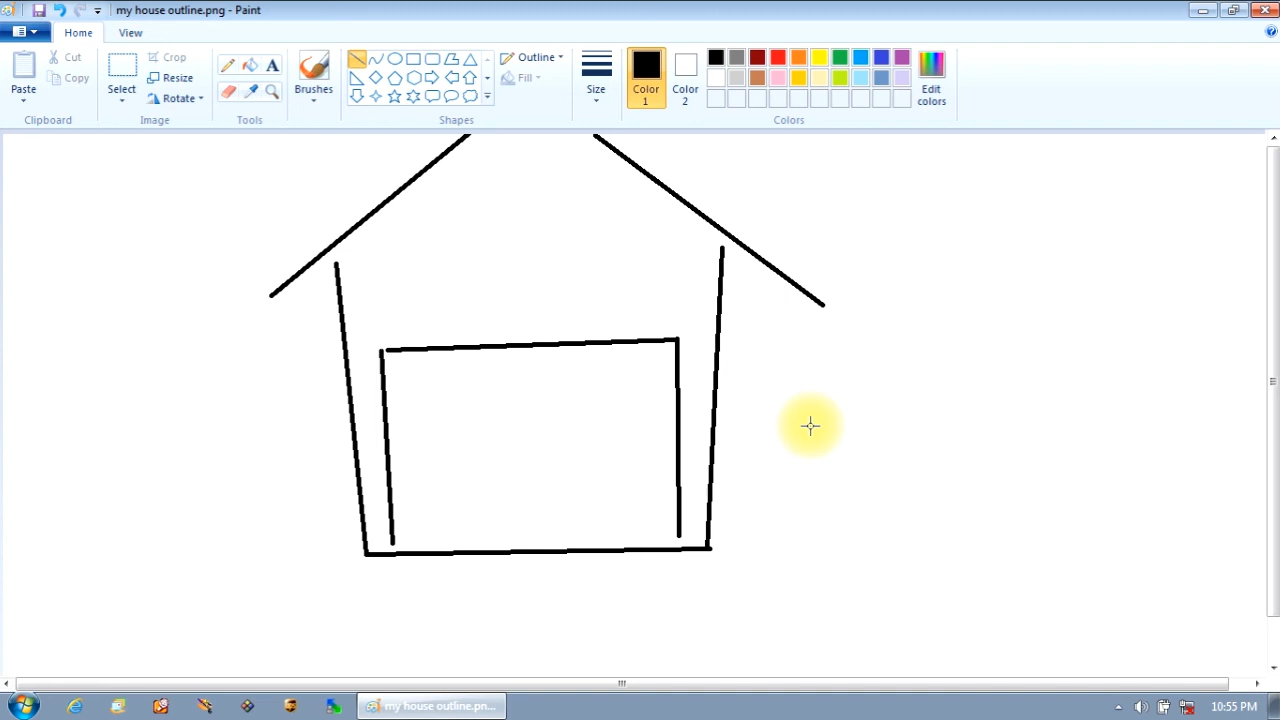 my house outline.png - Paint
Home View
Paste
Cut
Copy
Clipboard
Select
Crop
Resize
Rotate
Image
A
Tools
Brushes
Outline
Fill
Shapes
Size
Color 1
Color 2
Edit colors
Colors
my house outline.pn...
10:55 PM